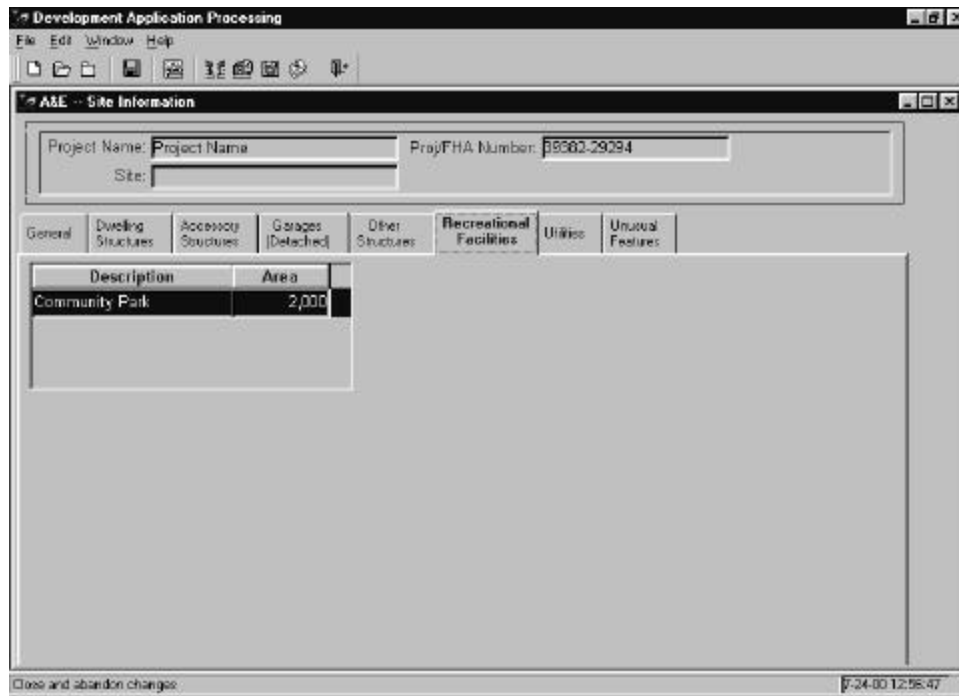 Development Application Processing
File Edit Window Help
A&E -- Site Information
Project Name: Project Name Proj/FHA Number: 39382-29294
Site:
General Dwelling Structures Accessory Structures Garages (Detached) Other Structures Recreational Facilities Utilities Unusual Features
Description Area
Community Park 2,000
Close and abandon changes 7-24-00 12:56:47